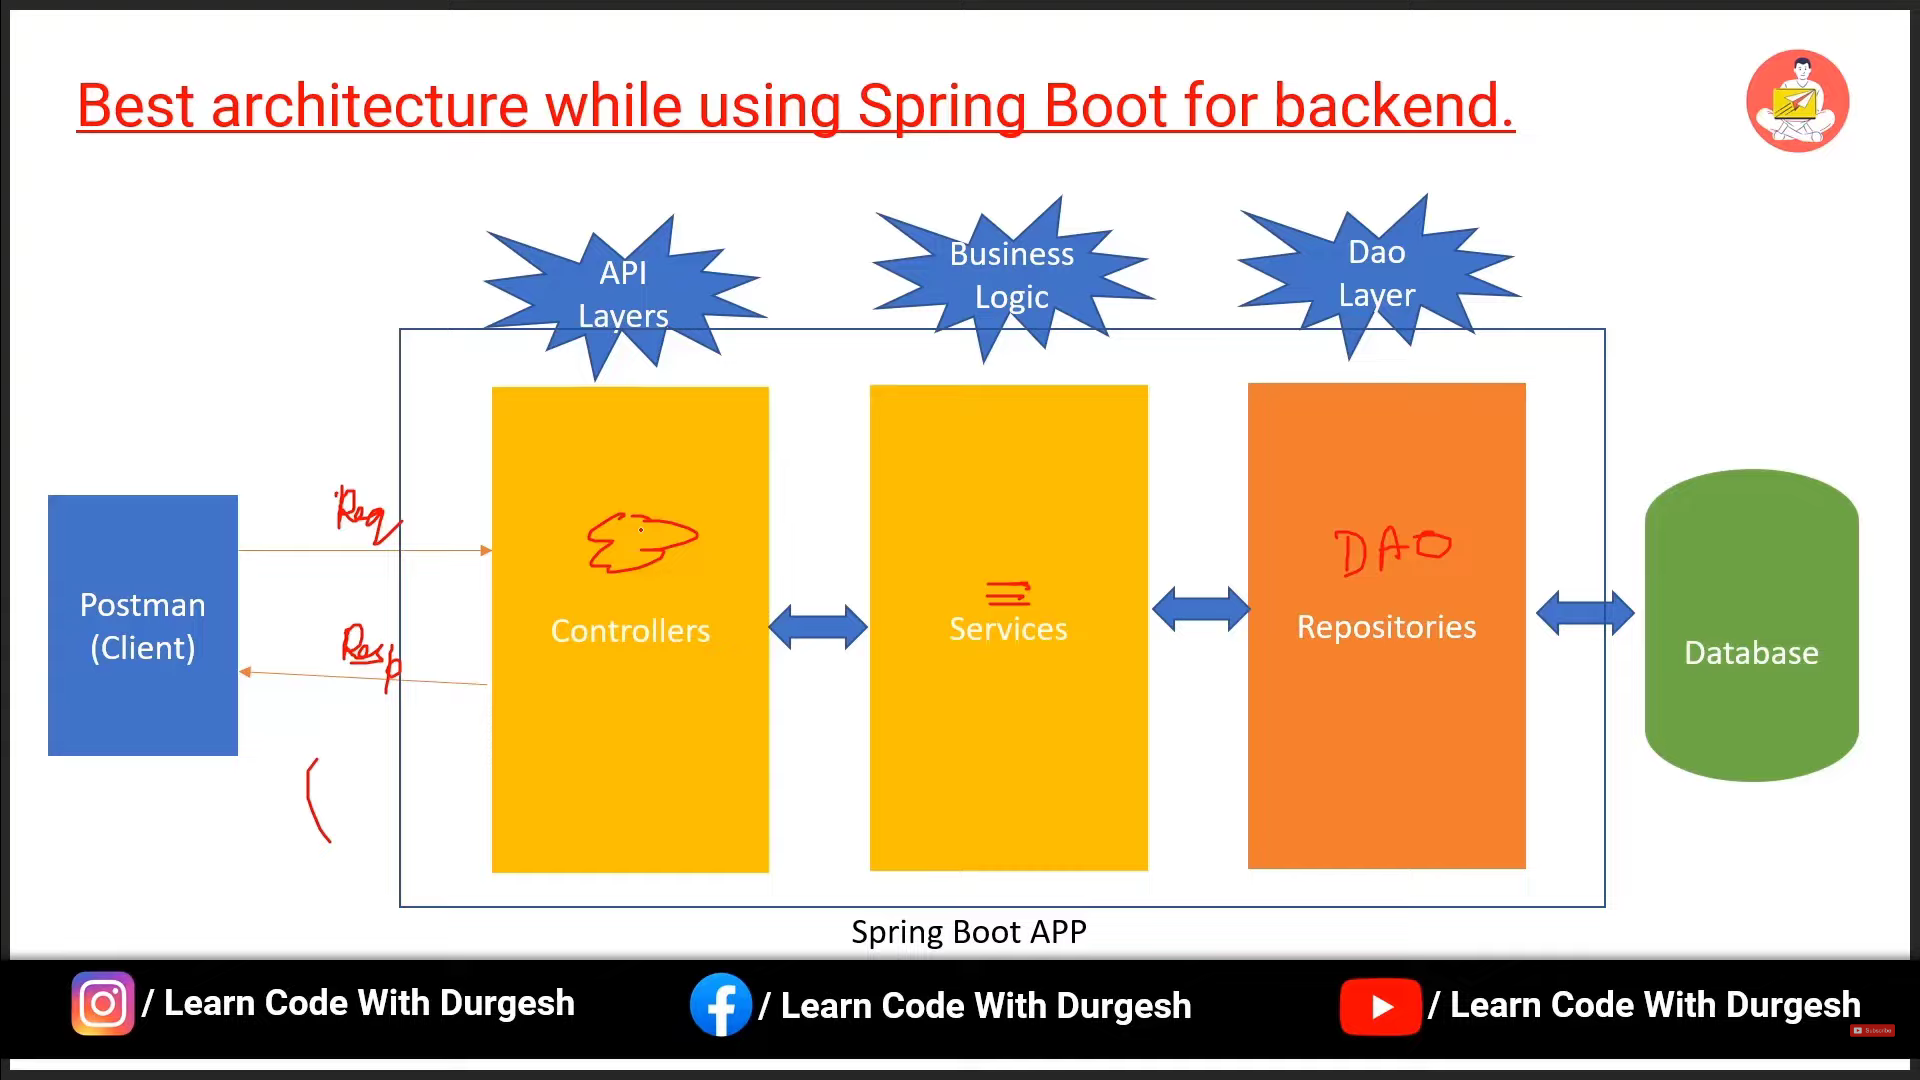 Best architecture while using Spring Boot for backend.
API
Layers
Business
Logic
Dao
Layer
Req
Resp
Postman
(Client)
Controllers
Services
DAO
Repositories
Database
Spring Boot APP
/ Learn Code With Durgesh
/ Learn Code With Durgesh
/ Learn Code With Durgesh
Subscribe